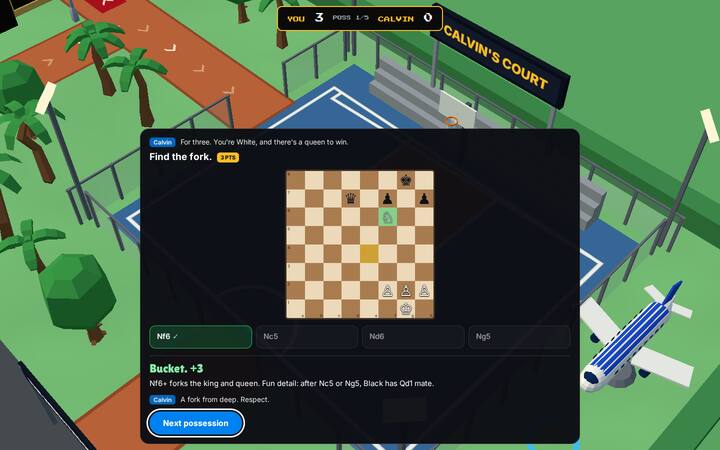 YOU 3 POSS 1/5 CALVIN 0
CALVIN'S COURT
Calvin For three. You're White, and there's a queen to win.
Find the fork. 3 PTS
Nf6 ✓ Nc5 Nd6 Ng5
Bucket. +3
Nf6+ forks the king and queen. Fun detail: after Nc5 or Ng5, Black has Qd1 mate.
Calvin A fork from deep. Respect.
Next possession